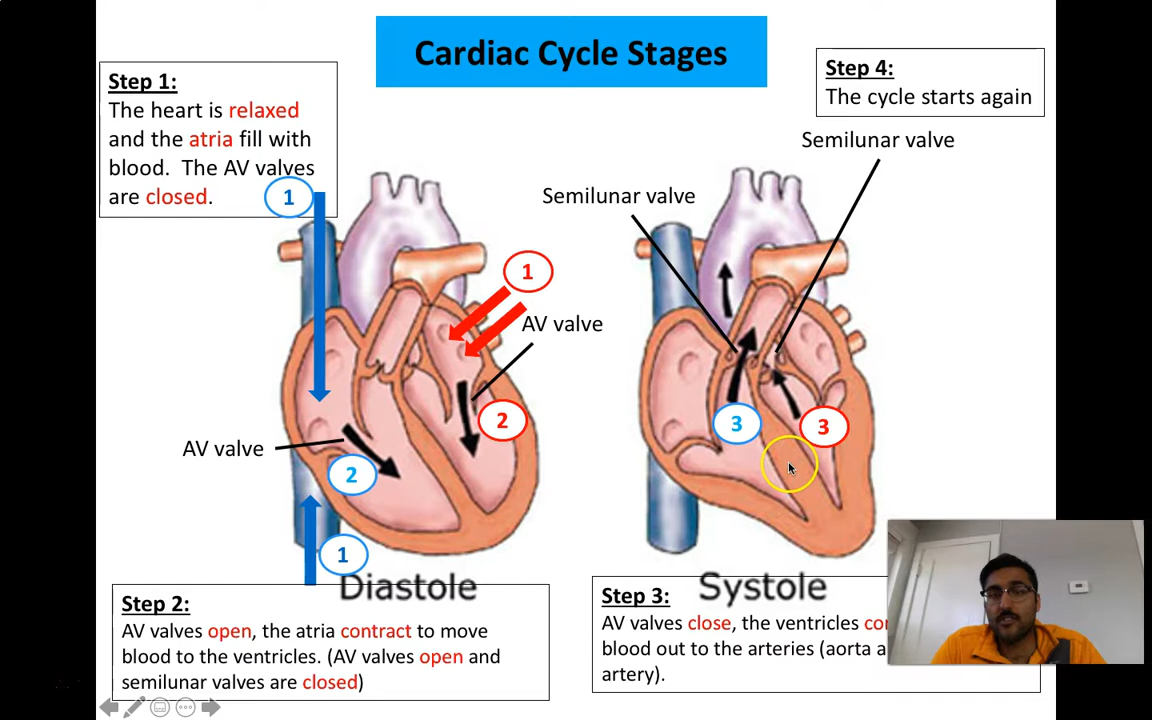 Cardiac Cycle Stages
Step 1:
The heart is relaxed
and the atria fill with
blood. The AV valves
are closed.
1
Step 4:
The cycle starts again
Semilunar valve
Semilunar valve
1
AV valve
2
AV valve
2
3
3
1
Diastole
Systole
Step 2:
AV valves open, the atria contract to move
blood to the ventricles. (AV valves open and
semilunar valves are closed)
Step 3:
AV valves close, the ventricles
blood out to the arteries (aorta
artery).